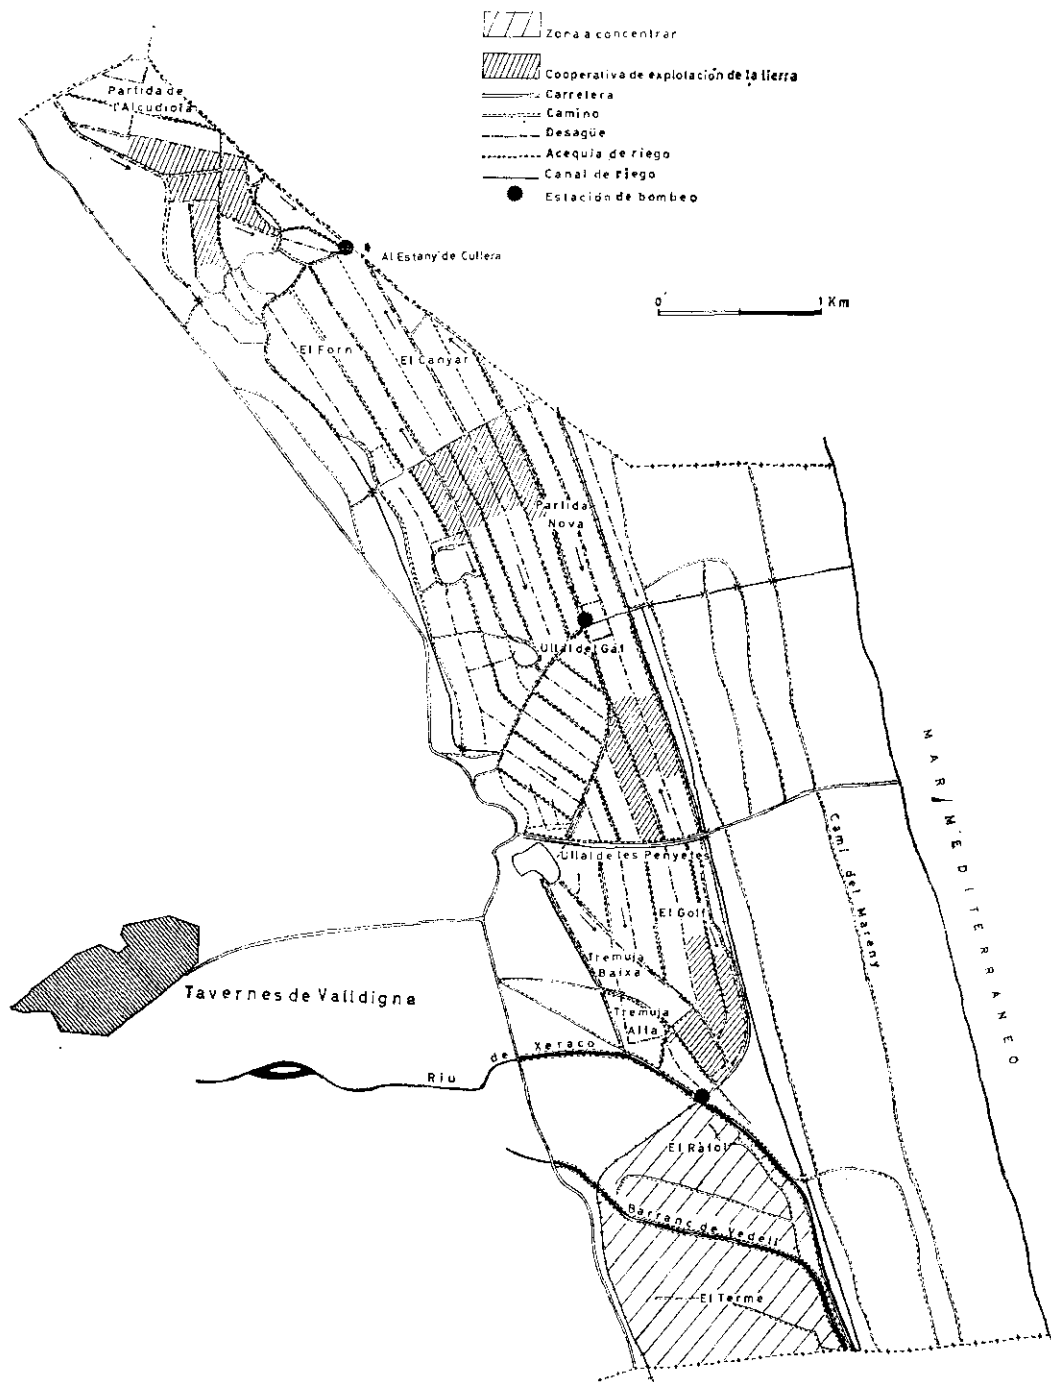 Zona a concentrar
Cooperativa de explotación de la tierra
Carretera
Camino
Desagüe
Acequia de riego
Canal de riego
Estación de bombeo
Partida de
l'Alcudiola
Al Estany de Cullera
0 1 Km
El Forn
El Canyar
Partida
Nova
Ullal del Gat
MAR MEDITERRANEO
Camí del Mareny
Ullal de les Penyetes
El Golf
Tremuja
Baixa
Tavernes de Valldigna
Tremuja
Alta
Riu de Xeraco
El Ràfol
Barranc de Vedell
El Terme